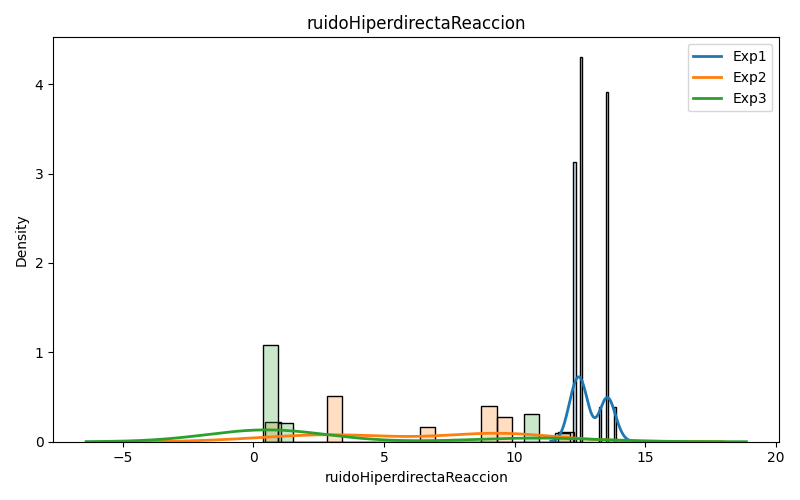 ruidoHiperdirectaReaccion
Exp1
Exp2
Exp3
Density
4
3
2
1
0
−5
0
5
10
15
20
ruidoHiperdirectaReaccion